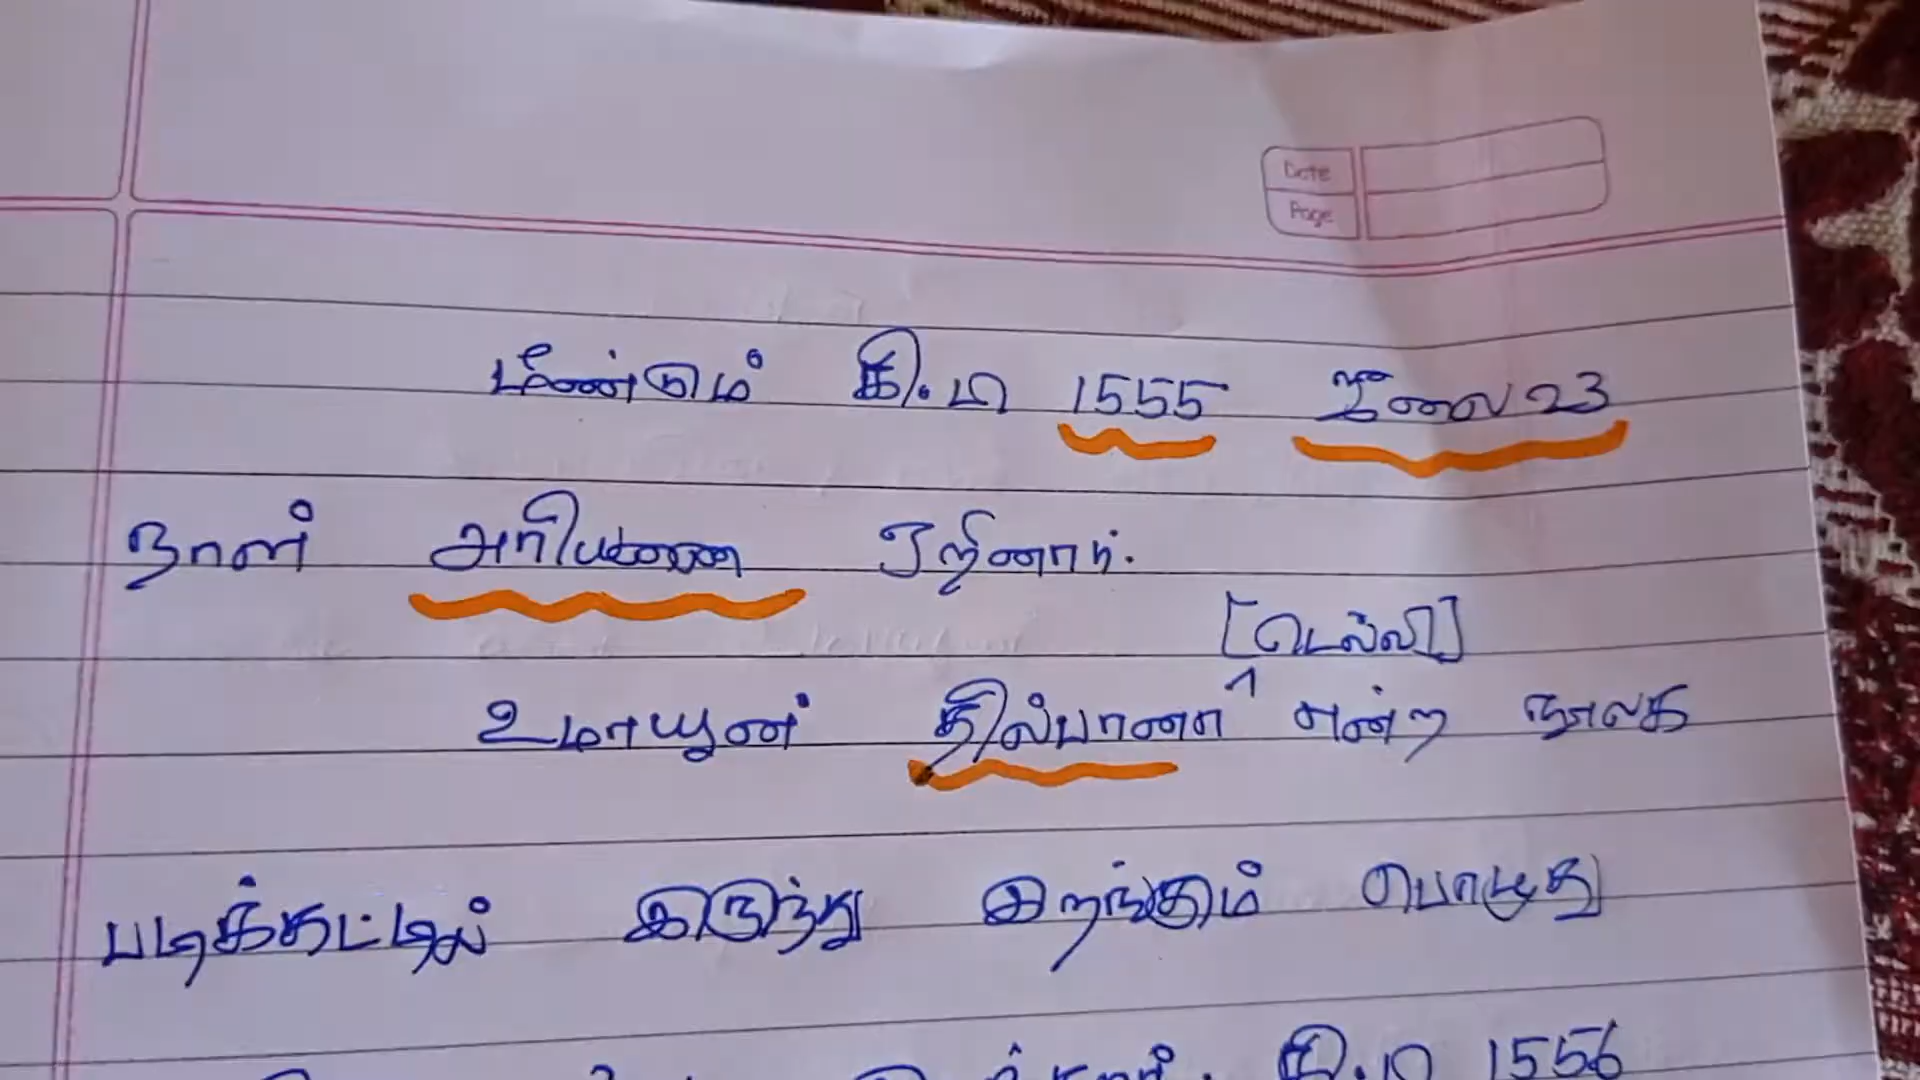 Date
Page
மீண்டும் கி.பி 1555 ஜூலை 23
நாள் அரியணை ஏறினார்.
[டெல்லி]
உமாயூன் தில்பானா ^ என்ற நூலக
படிக்கட்டில் இருந்து இறங்கும் பொழுது
கி.பி 1556